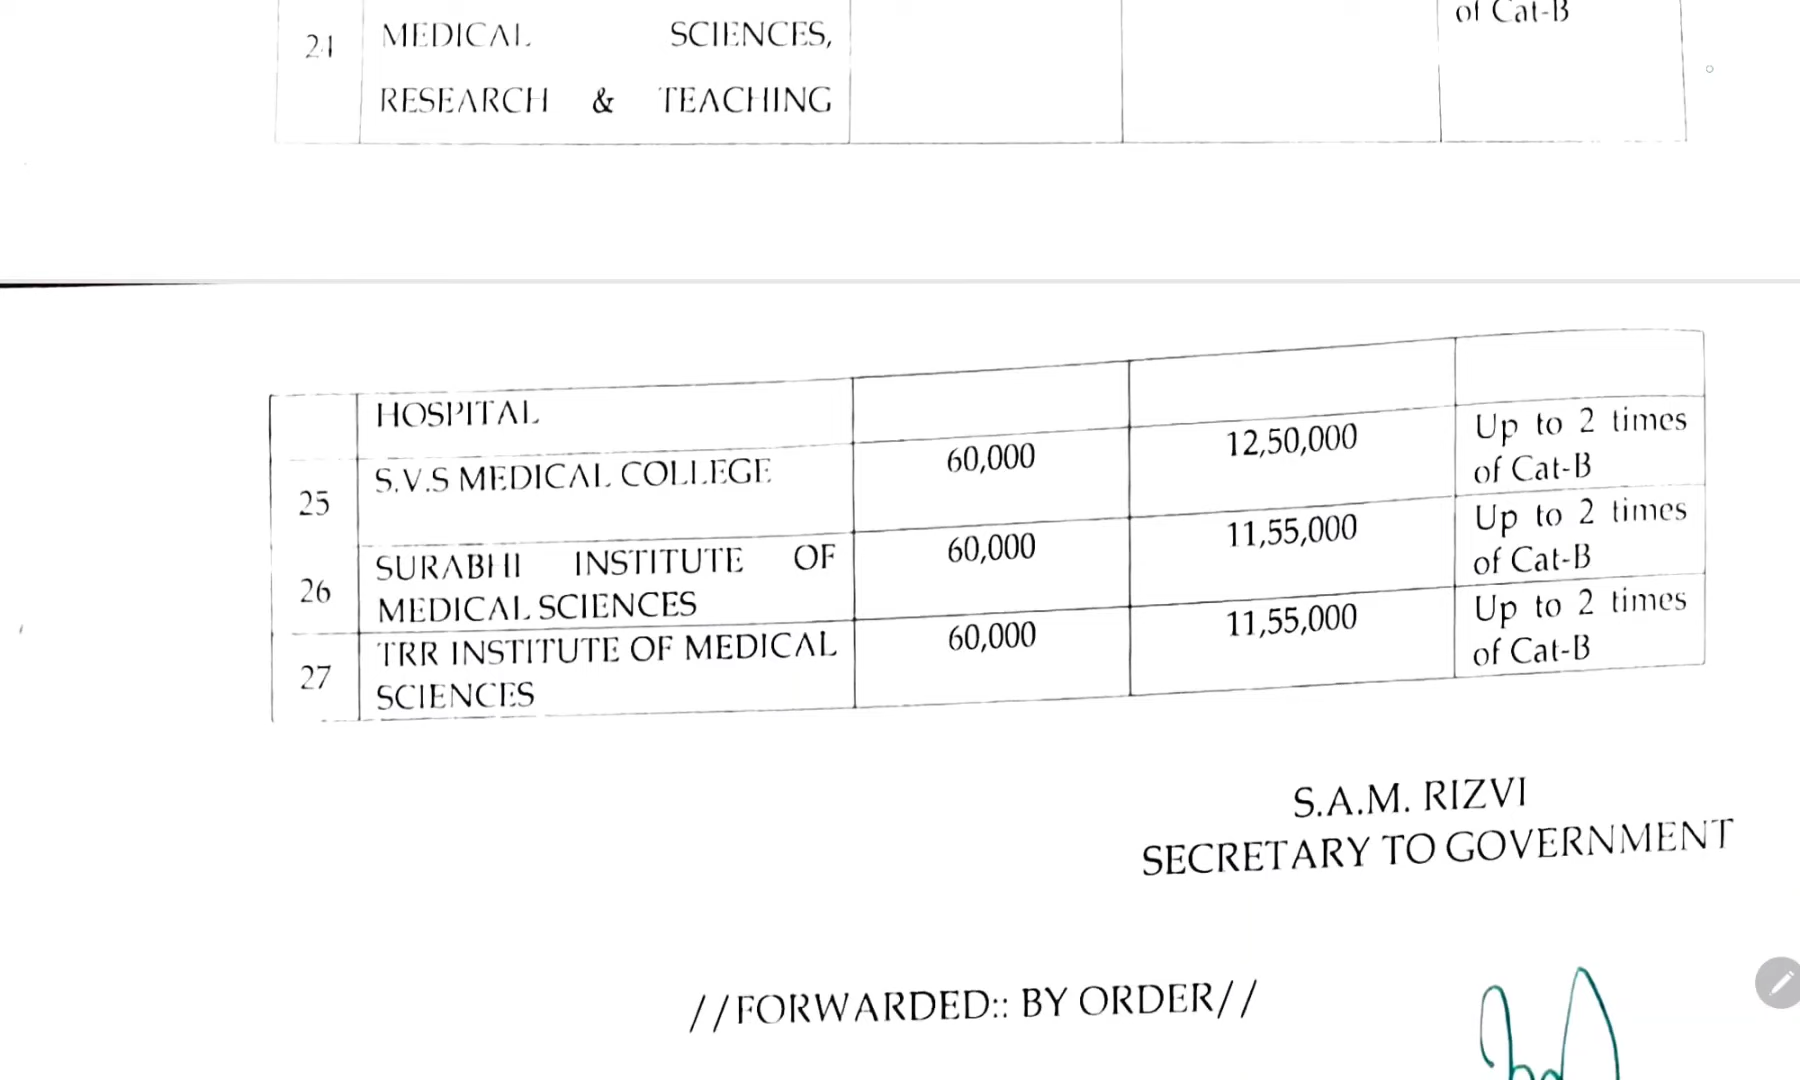 of Cat-B
24 MEDICAL SCIENCES,
RESEARCH & TEACHING
HOSPITAL
25 S.V.S MEDICAL COLLEGE 60,000 12,50,000 Up to 2 times
of Cat-B
26 SURABHI INSTITUTE OF 60,000 11,55,000 Up to 2 times
MEDICAL SCIENCES of Cat-B
27 TRR INSTITUTE OF MEDICAL 60,000 11,55,000 Up to 2 times
SCIENCES of Cat-B
S.A.M. RIZVI
SECRETARY TO GOVERNMENT
//FORWARDED:: BY ORDER//